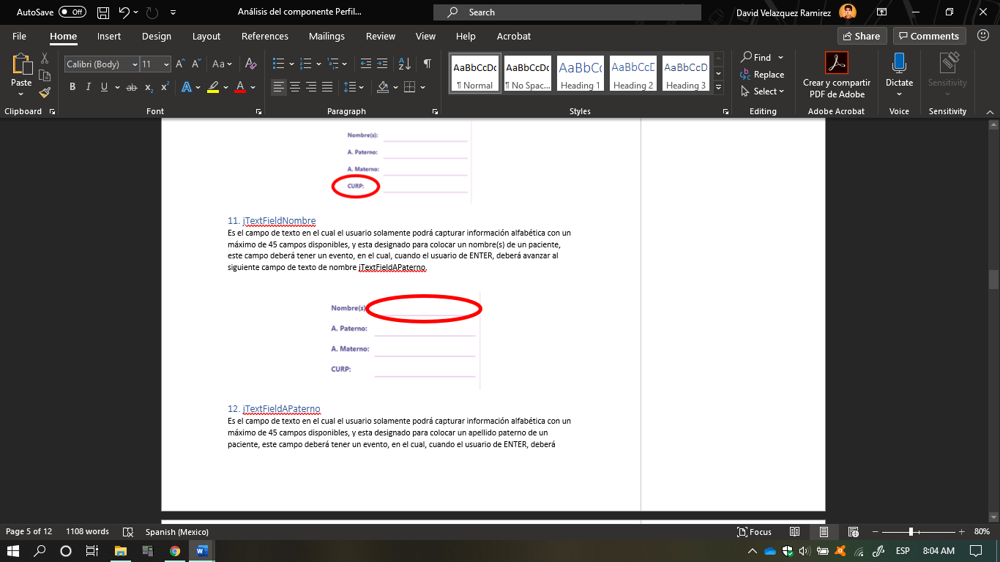 AutoSave Off Análisis del componente Perfil... Search David Velazquez Ramirez
File Home Insert Design Layout References Mailings Review View Help Acrobat Share Comments
Paste Calibri (Body) 11 Aa
AaBbCcDc AaBbCcDc AaBbCc AaBbCcD AaBbCcD
¶ Normal ¶ No Spac... Heading 1 Heading 2 Heading 3
Find
Replace
Select
Crear y compartir
PDF de Adobe
Dictate
Sensitivity
Clipboard Font Paragraph Styles Editing Adobe Acrobat Voice Sensitivity
Nombre(s):
A. Paterno:
A. Materno:
CURP:
11. jTextFieldNombre
Es el campo de texto en el cual el usuario solamente podrá capturar información alfabética con un
máximo de 45 campos disponibles, y esta designado para colocar un nombre(s) de un paciente,
este campo deberá tener un evento, en el cual, cuando el usuario de ENTER, deberá avanzar al
siguiente campo de texto de nombre jTextFieldAPaterno.
Nombre(s)
A. Paterno:
A. Materno:
CURP:
12. jTextFieldAPaterno
Es el campo de texto en el cual el usuario solamente podrá capturar información alfabética con un
máximo de 45 campos disponibles, y esta designado para colocar un apellido paterno de un
paciente, este campo deberá tener un evento, en el cual, cuando el usuario de ENTER, deberá
Page 5 of 12 1108 words Spanish (Mexico) Focus 80%
ESP 8:04 AM